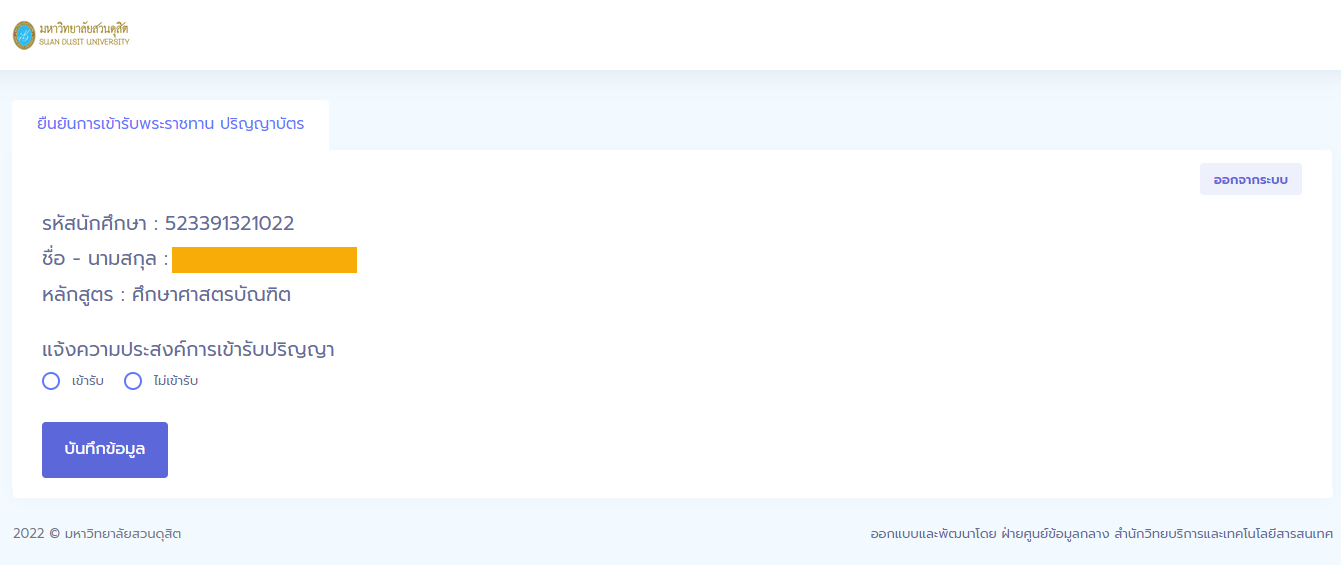 มหาวิทยาลัยสวนดุสิต
SUAN DUSIT UNIVERSITY
ยืนยันการเข้ารับพระราชทาน ปริญญาบัตร
ออกจากระบบ
รหัสนักศึกษา : 523391321022
ชื่อ - นามสกุล :
หลักสูตร : ศึกษาศาสตรบัณฑิต
แจ้งความประสงค์การเข้ารับปริญญา
เข้ารับ ไม่เข้ารับ
บันทึกข้อมูล
2022 © มหาวิทยาลัยสวนดุสิต
ออกแบบและพัฒนาโดย ฝ่ายศูนย์ข้อมูลกลาง สำนักวิทยบริการและเทคโนโลยีสารสนเทศ